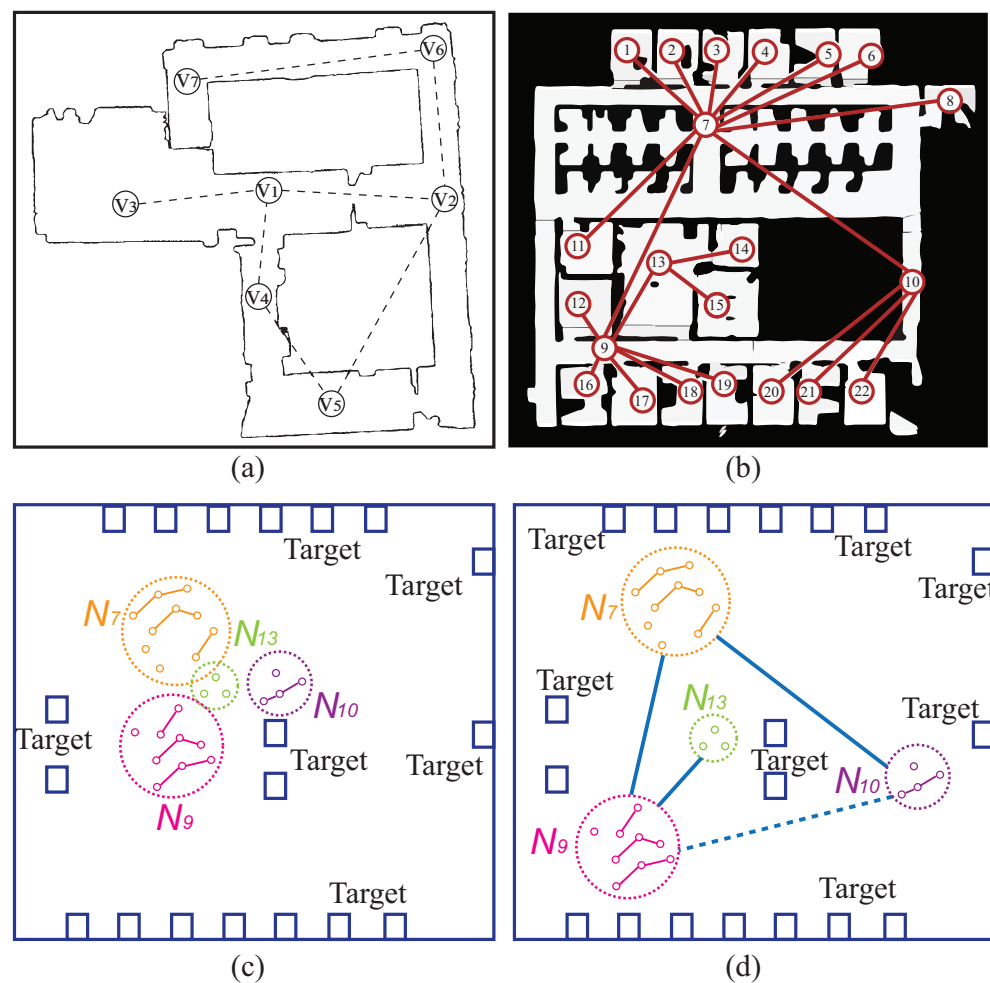 V6
V7
V1
V3
V2
V4
V5
(a)
1 2 3 4 5 6
8
7
11
14
13
10
12
15
9
16 17 18 19 20 21 22
(b)
Target
Target
N7
N13
N10
Target
Target
Target
N9
Target
(c)
Target
Target
Target
N7
Target
N13
Target
Target
N10
N9
Target
(d)